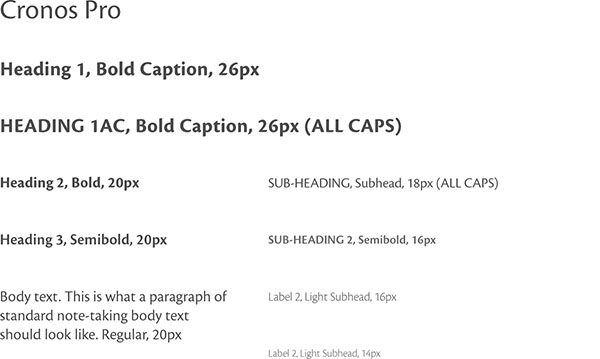 Cronos Pro
Heading 1, Bold Caption, 26px
HEADING 1AC, Bold Caption, 26px (ALL CAPS)
Heading 2, Bold, 20px
SUB-HEADING, Subhead, 18px (ALL CAPS)
Heading 3, Semibold, 20px
SUB-HEADING 2, Semibold, 16px
Body text. This is what a paragraph of
standard note-taking body text
should look like. Regular, 20px
Label 2, Light Subhead, 16px
Label 2, Light Subhead, 14px